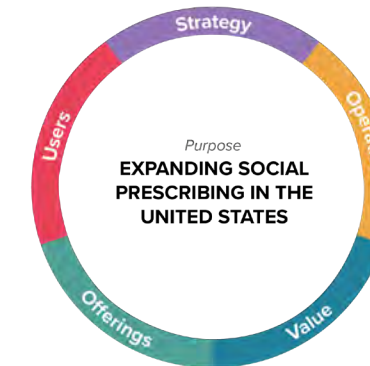 Strategy
Users
Purpose
EXPANDING SOCIAL
PRESCRIBING IN THE
UNITED STATES
Offerings
Value